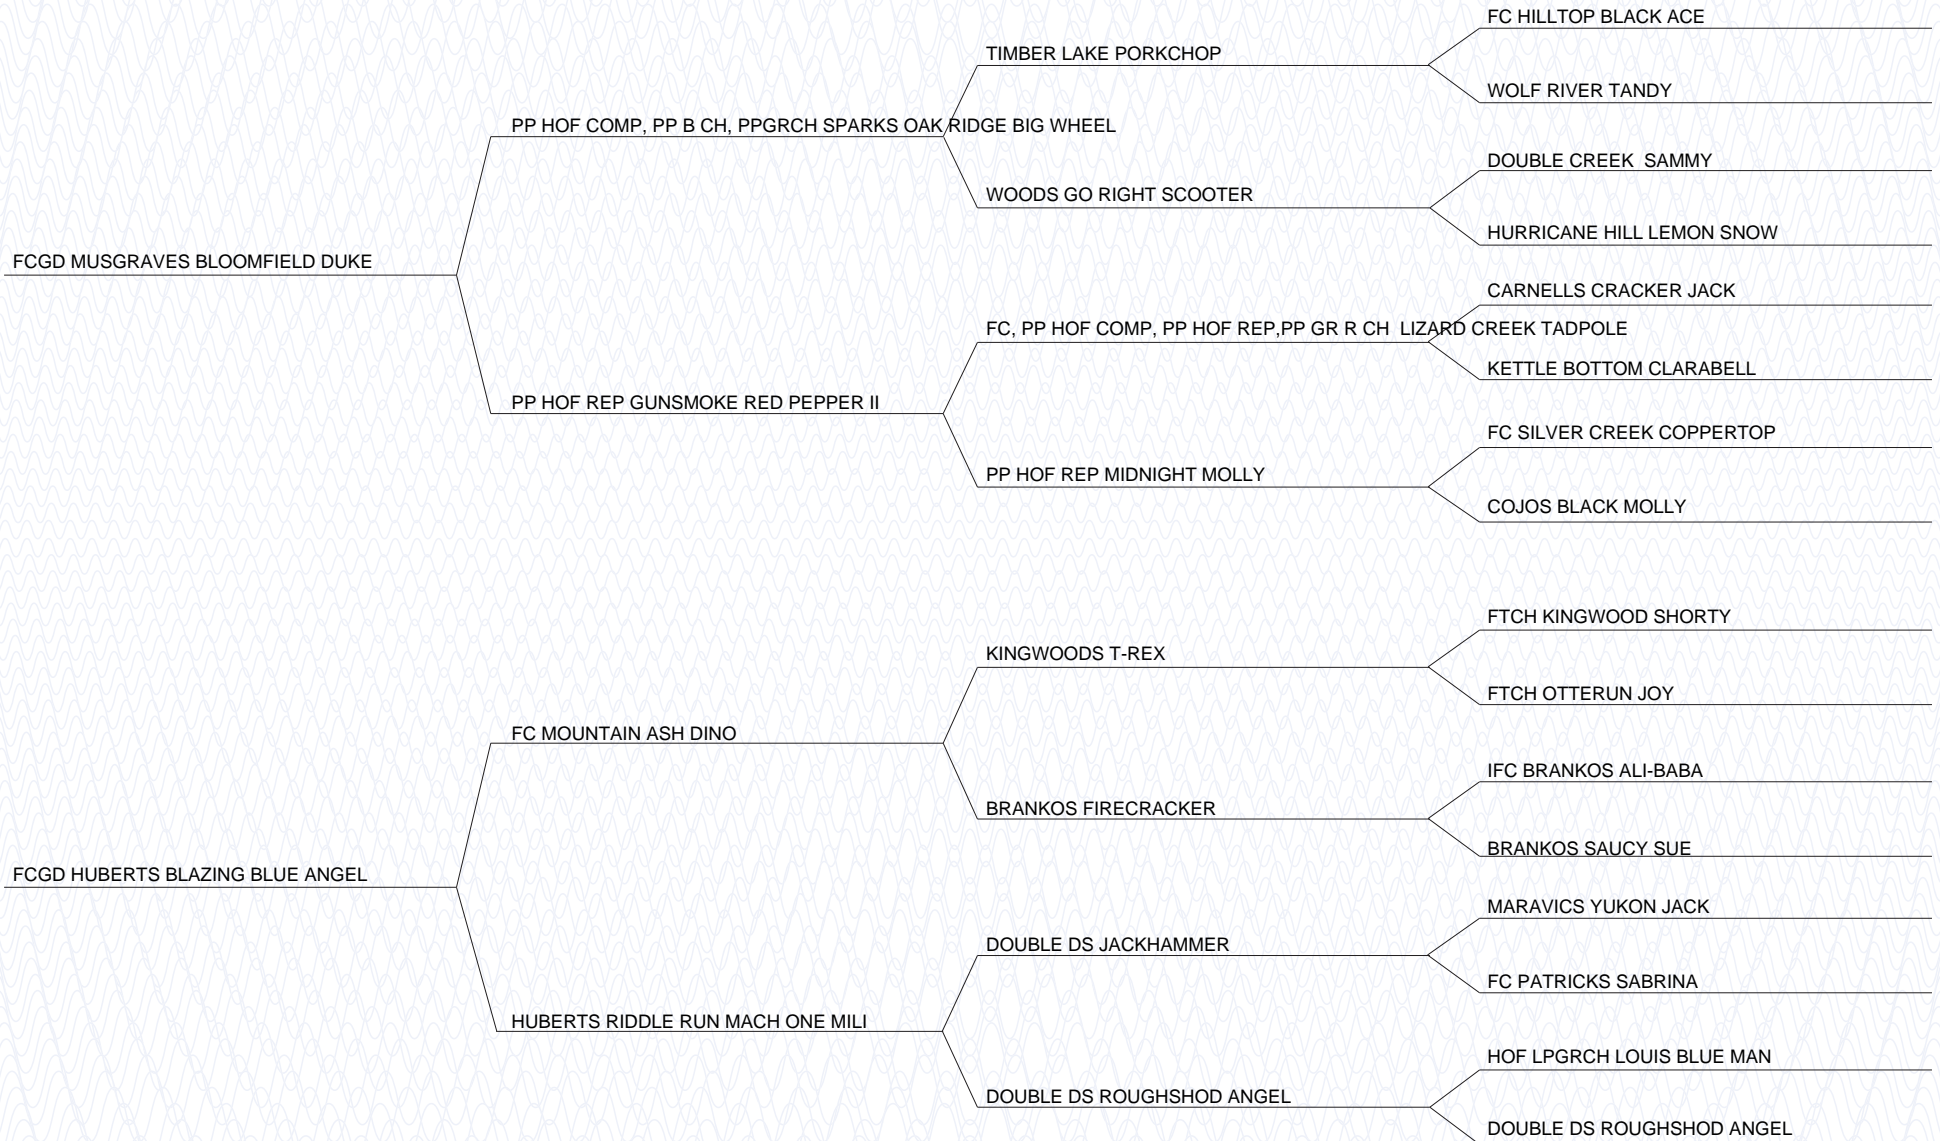 FC HILLTOP BLACK ACE
TIMBER LAKE PORKCHOP
WOLF RIVER TANDY
PP HOF COMP, PP B CH, PPGRCH SPARKS OAK RIDGE BIG WHEEL
DOUBLE CREEK  SAMMY
WOODS GO RIGHT SCOOTER
HURRICANE HILL LEMON SNOW
FCGD MUSGRAVES BLOOMFIELD DUKE
CARNELLS CRACKER JACK
FC, PP HOF COMP, PP HOF REP,PP GR R CH  LIZARD CREEK TADPOLE
KETTLE BOTTOM CLARABELL
PP HOF REP GUNSMOKE RED PEPPER II
FC SILVER CREEK COPPERTOP
PP HOF REP MIDNIGHT MOLLY
COJOS BLACK MOLLY
FTCH KINGWOOD SHORTY
KINGWOODS T-REX
FTCH OTTERUN JOY
FC MOUNTAIN ASH DINO
IFC BRANKOS ALI-BABA
BRANKOS FIRECRACKER
BRANKOS SAUCY SUE
FCGD HUBERTS BLAZING BLUE ANGEL
MARAVICS YUKON JACK
DOUBLE DS JACKHAMMER
FC PATRICKS SABRINA
HUBERTS RIDDLE RUN MACH ONE MILI
HOF LPGRCH LOUIS BLUE MAN
DOUBLE DS ROUGHSHOD ANGEL
DOUBLE DS ROUGHSHOD ANGEL